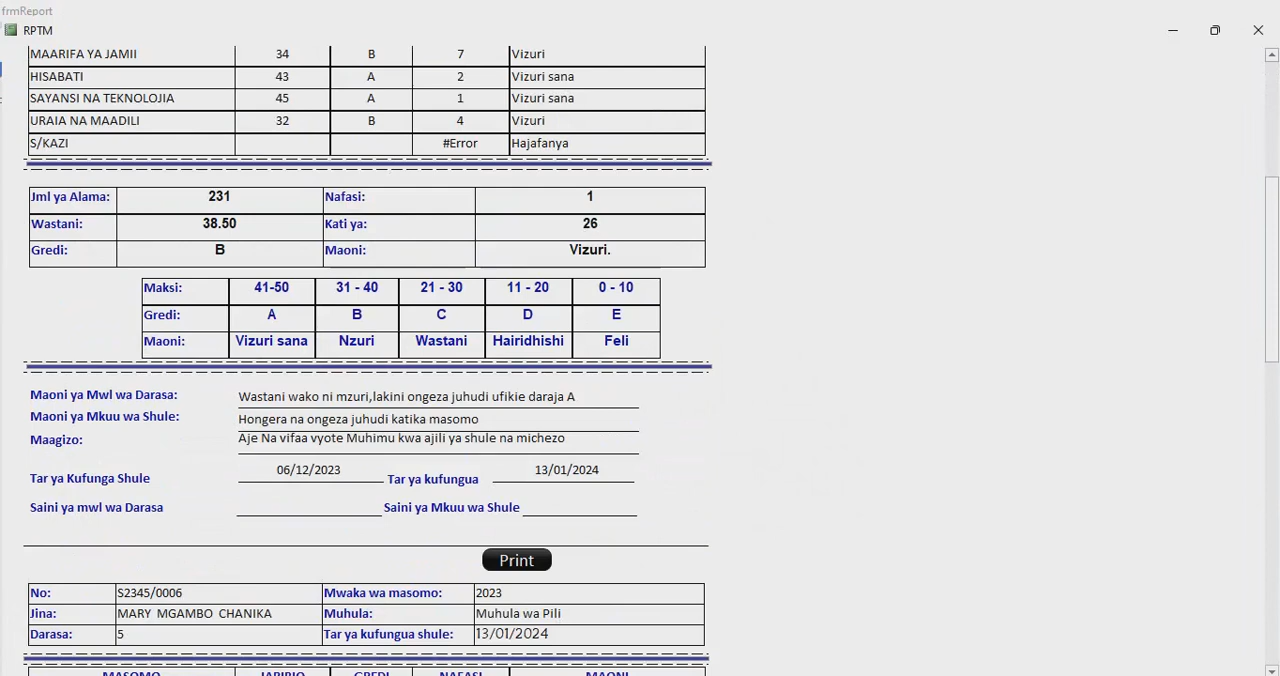 frmReport
RPTM
MAARIFA YA JAMII 34 B 7 Vizuri
HISABATI 43 A 2 Vizuri sana
SAYANSI NA TEKNOLOJIA 45 A 1 Vizuri sana
URAIA NA MAADILI 32 B 4 Vizuri
S/KAZI #Error Hajafanya
Jml ya Alama: 231 Nafasi: 1
Wastani: 38.50 Kati ya: 26
Gredi: B Maoni: Vizuri.
Maksi: 41-50 31 - 40 21 - 30 11 - 20 0 - 10
Gredi: A B C D E
Maoni: Vizuri sana Nzuri Wastani Hairidhishi Feli
Maoni ya Mwl wa Darasa: Wastani wako ni mzuri,lakini ongeza juhudi ufikie daraja A
Maoni ya Mkuu wa Shule: Hongera na ongeza juhudi katika masomo
Maagizo: Aje Na vifaa vyote Muhimu kwa ajili ya shule na michezo
Tar ya Kufunga Shule 06/12/2023 Tar ya kufungua 13/01/2024
Saini ya mwl wa Darasa Saini ya Mkuu wa Shule
Print
No: S2345/0006 Mwaka wa masomo: 2023
Jina: MARY MGAMBO CHANIKA Muhula: Muhula wa Pili
Darasa: 5 Tar ya kufungua shule: 13/01/2024
MASOMO JARIBIO GREDI NAFASI MAONI